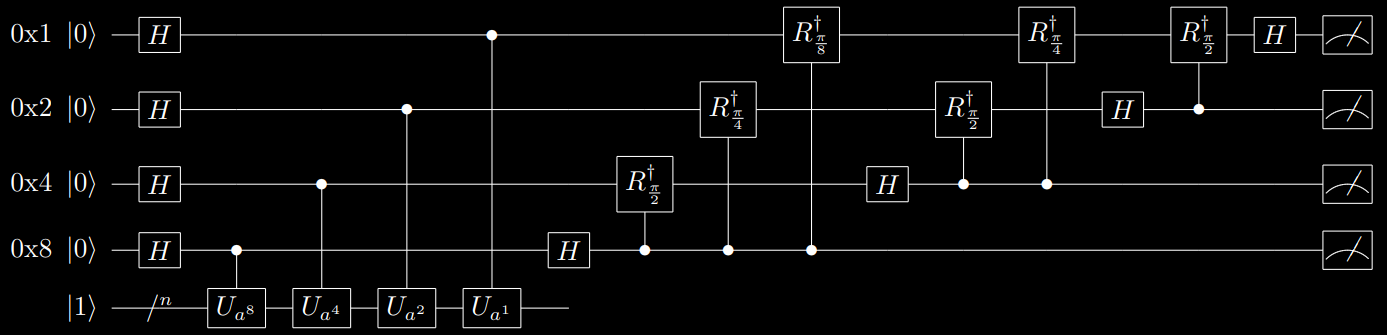 0x1 |0⟩ H R†π/8 R†π/4 R†π/2 H
0x2 |0⟩ H R†π/4 R†π/2 H
0x4 |0⟩ H R†π/2 H
0x8 |0⟩ H H
|1⟩ /n Ua⁸ Ua⁴ Ua² Ua¹